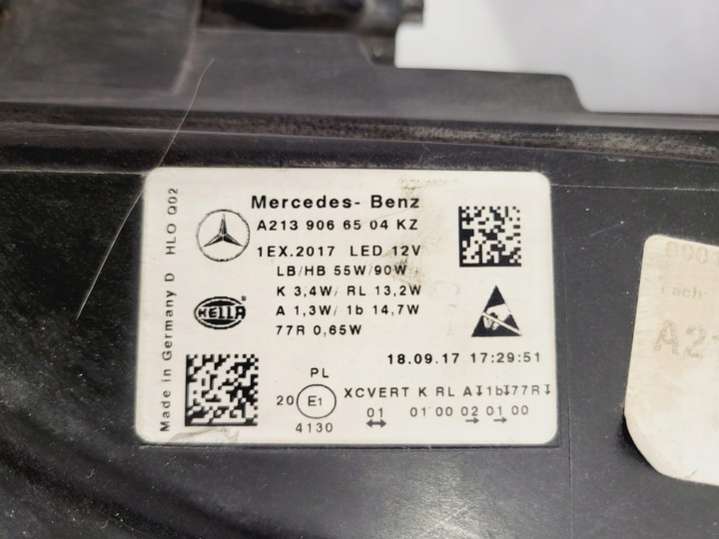 Mercedes- Benz
A213 906 65 04 KZ
1EX.2017 LED 12V
LB/HB 55W/90W
K 3,4W/ RL 13,2W
A 1,3W/ 1b 14,7W
77R 0,65W
HELLA
18.09.17 17:29:51
PL
XCVERT K RL A↧1b↧77R↧
20 E1
01 01 00 02 01 00
4130
↔ → →
Made in Germany D HLO Q02
Fach-
A2